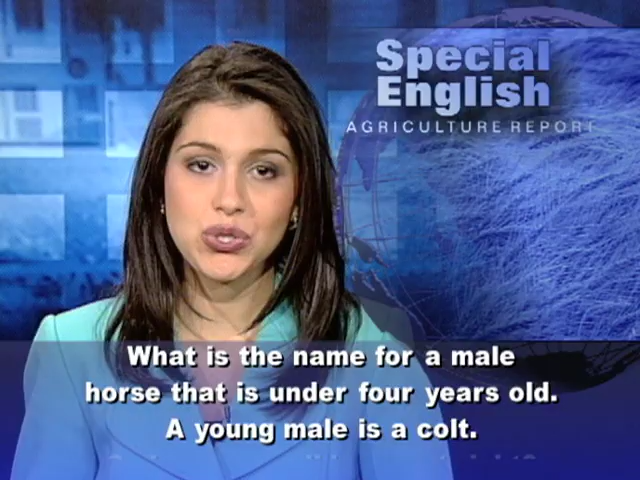 Special
English
AGRICULTURE REPORT
What is the name for a male
horse that is under four years old.
A young male is a colt.